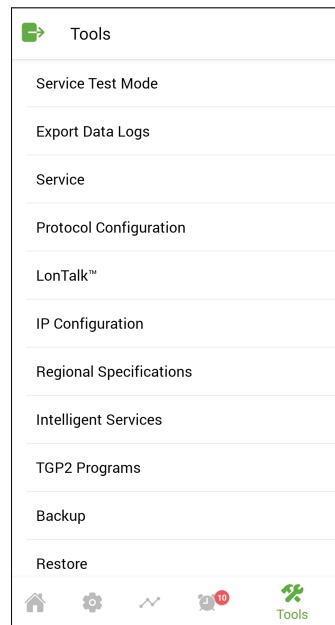 Tools
Service Test Mode
Export Data Logs
Service
Protocol Configuration
LonTalk™
IP Configuration
Regional Specifications
Intelligent Services
TGP2 Programs
Backup
Restore
10
Tools